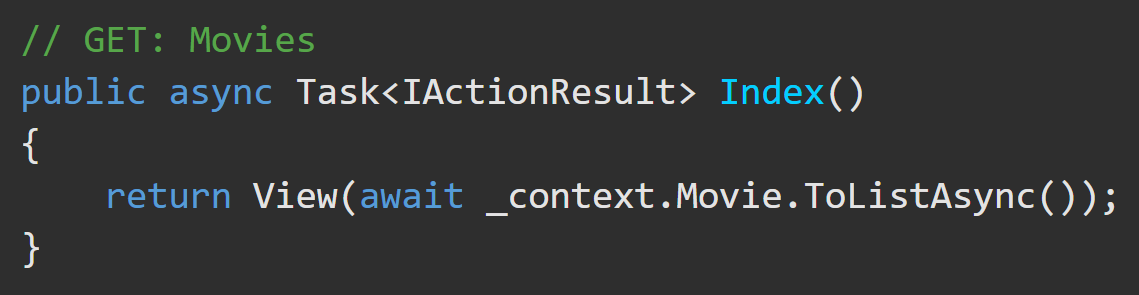 // GET: Movies
public async Task<IActionResult> Index()
{
    return View(await _context.Movie.ToListAsync());
}